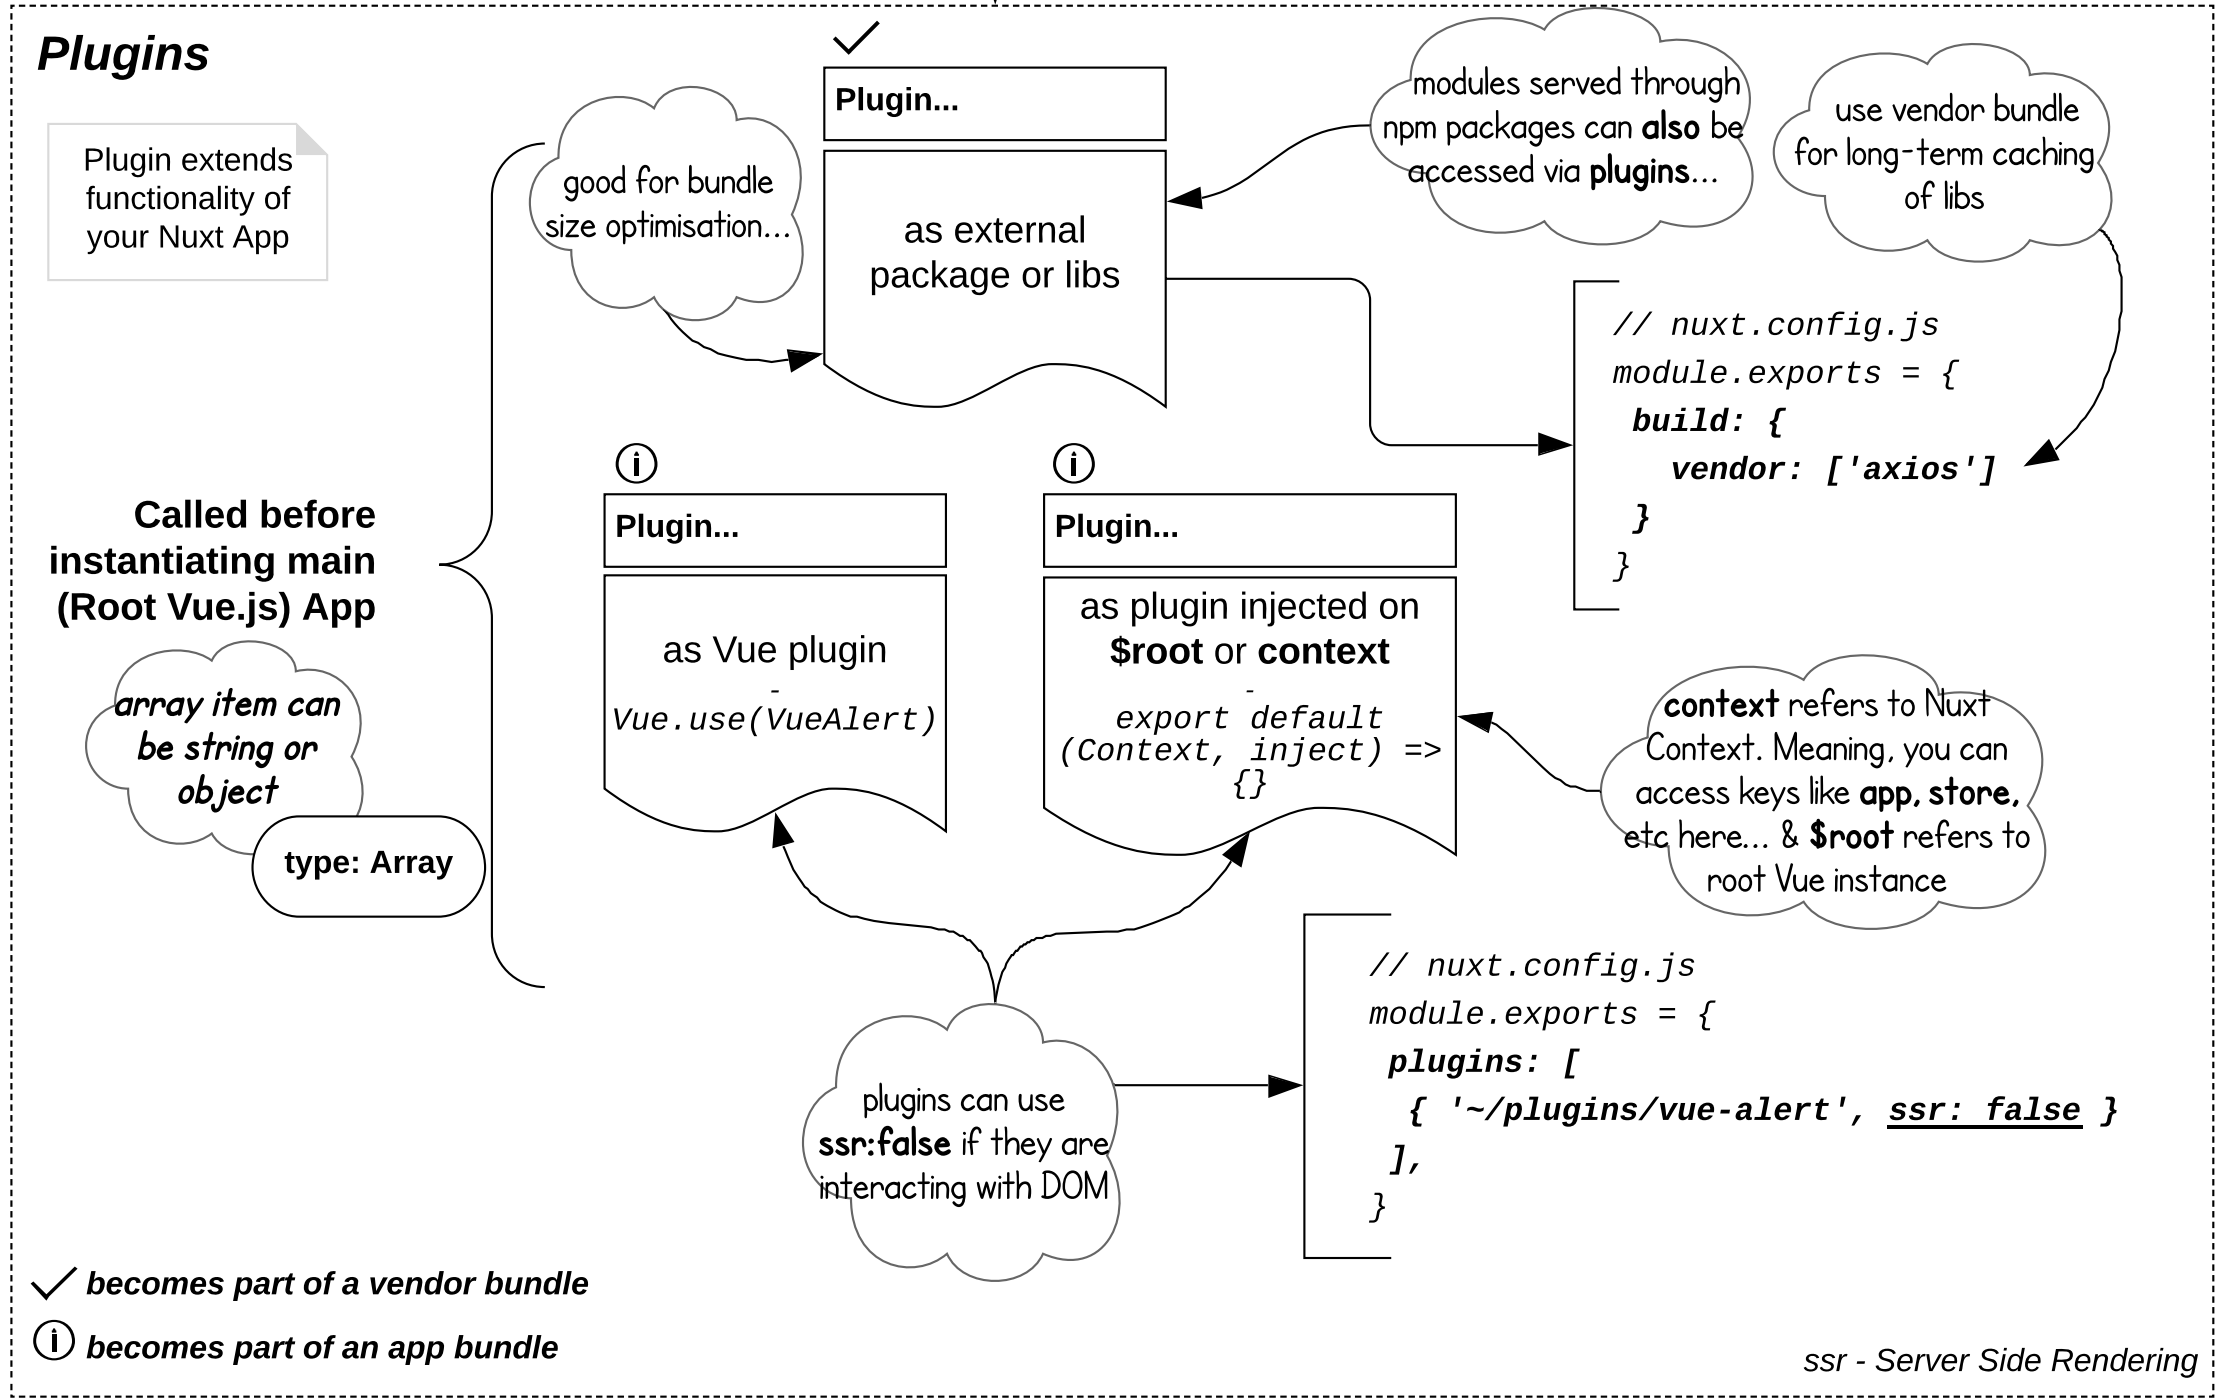 Plugins
Plugin extends
functionality of
your Nuxt App
good for bundle
size optimisation...
Plugin...
as external
package or libs
modules served through
npm packages can also be
accessed via plugins...
use vendor bundle
for long-term caching
of libs
// nuxt.config.js
module.exports = {
build: {
vendor: ['axios']
}
}
Called before
instantiating main
(Root Vue.js) App
array item can
be string or
object
type: Array
Plugin...
as Vue plugin
-
Vue.use(VueAlert)
Plugin...
as plugin injected on
$root or context
-
export default
(Context, inject) =>
{}
context refers to Nuxt
Context. Meaning, you can
access keys like app, store,
etc here... & $root refers to
root Vue instance
plugins can use
ssr:false if they are
interacting with DOM
// nuxt.config.js
module.exports = {
plugins: [
{ '~/plugins/vue-alert', ssr: false }
],
}
becomes part of a vendor bundle
i becomes part of an app bundle
ssr - Server Side Rendering